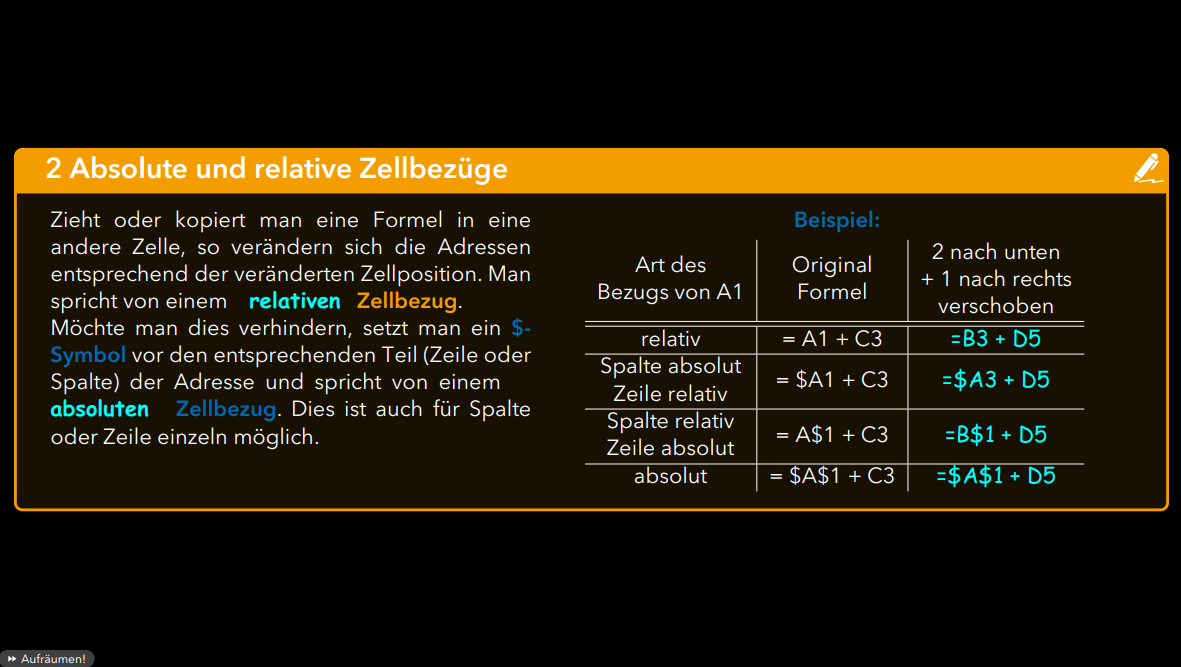 2 Absolute und relative Zellbezüge
Zieht oder kopiert man eine Formel in eine
andere Zelle, so verändern sich die Adressen
entsprechend der veränderten Zellposition. Man
spricht von einem relativen Zellbezug.
Möchte man dies verhindern, setzt man ein $-
Symbol vor den entsprechenden Teil (Zeile oder
Spalte) der Adresse und spricht von einem
absoluten Zellbezug. Dies ist auch für Spalte
oder Zeile einzeln möglich.
Beispiel:
Art des
Bezugs von A1
Original
Formel
2 nach unten
+ 1 nach rechts
verschoben
relativ
= A1 + C3
=B3 + D5
Spalte absolut
Zeile relativ
= $A1 + C3
=$A3 + D5
Spalte relativ
Zeile absolut
= A$1 + C3
=B$1 + D5
absolut
= $A$1 + C3
=$A$1 + D5
Aufräumen!